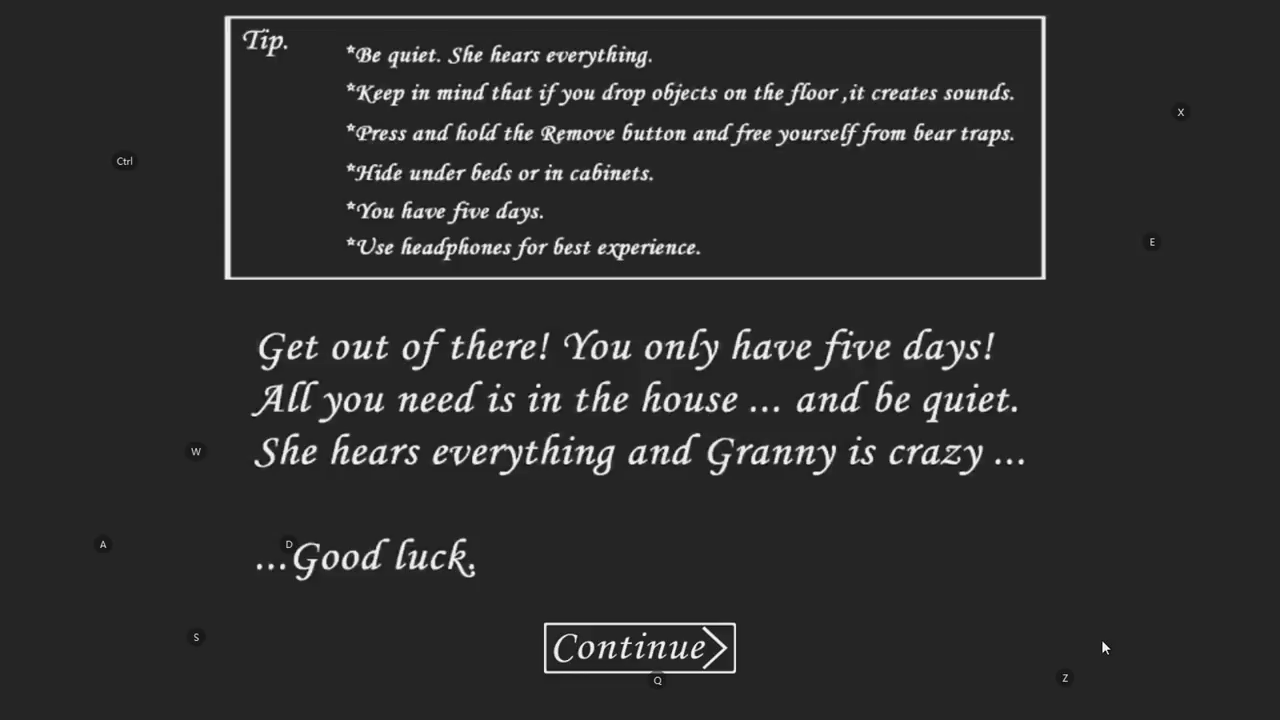 Tip.
*Be quiet. She hears everything.
*Keep in mind that if you drop objects on the floor ,it creates sounds.
*Press and hold the Remove button and free yourself from bear traps.
*Hide under beds or in cabinets.
*You have five days.
*Use headphones for best experience.
X
Ctrl
E
Get out of there! You only have five days!
All you need is in the house ... and be quiet.
She hears everything and Granny is crazy ...
W
A
D
...Good luck.
S
Continue>
Q
Z